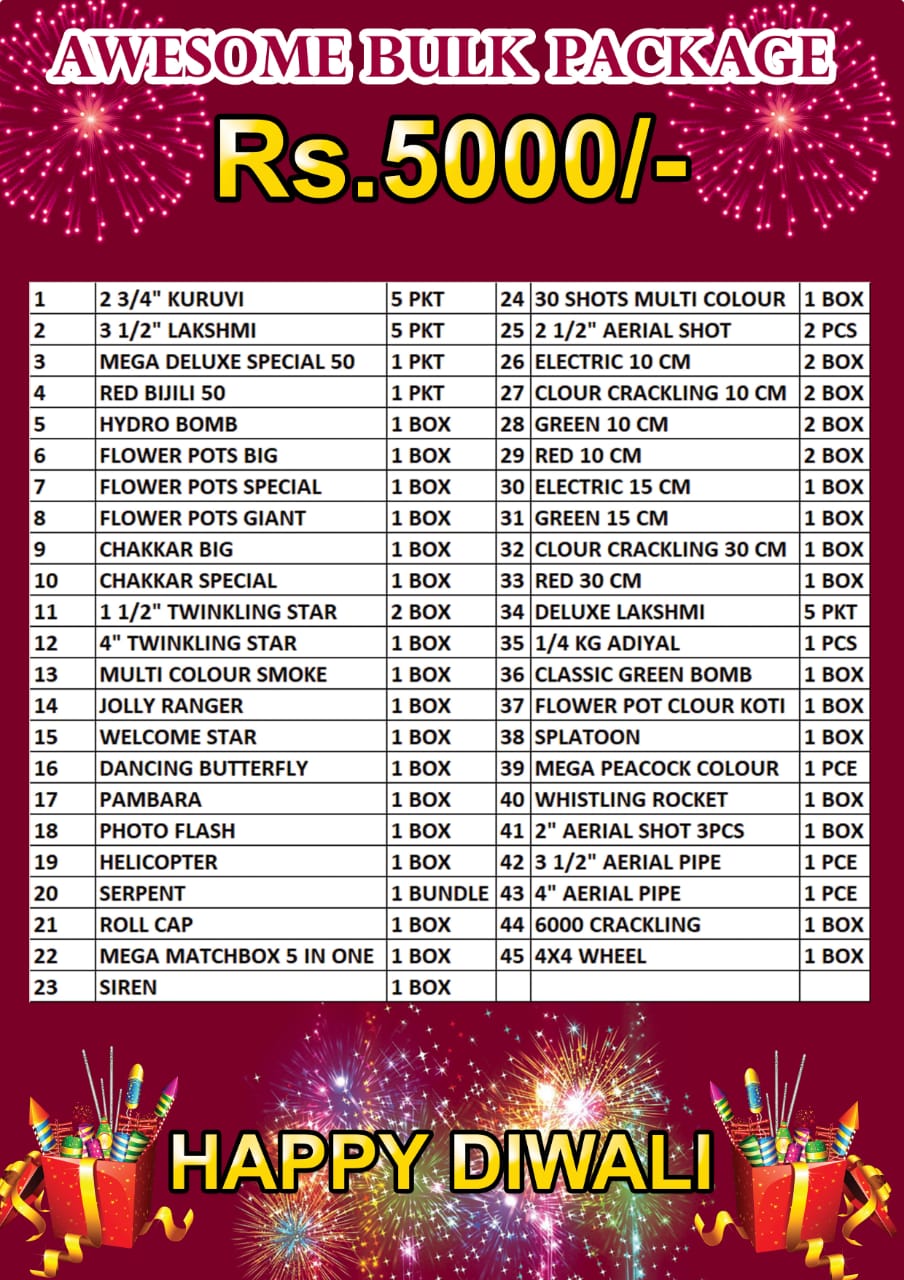 AWESOME BULK PACKAGE
Rs.5000/-
1 2 3/4" KURUVI 5 PKT 24 30 SHOTS MULTI COLOUR 1 BOX
2 3 1/2" LAKSHMI 5 PKT 25 2 1/2" AERIAL SHOT 2 PCS
3 MEGA DELUXE SPECIAL 50 1 PKT 26 ELECTRIC 10 CM 2 BOX
4 RED BIJILI 50 1 PKT 27 CLOUR CRACKLING 10 CM 2 BOX
5 HYDRO BOMB 1 BOX 28 GREEN 10 CM 2 BOX
6 FLOWER POTS BIG 1 BOX 29 RED 10 CM 2 BOX
7 FLOWER POTS SPECIAL 1 BOX 30 ELECTRIC 15 CM 1 BOX
8 FLOWER POTS GIANT 1 BOX 31 GREEN 15 CM 1 BOX
9 CHAKKAR BIG 1 BOX 32 CLOUR CRACKLING 30 CM 1 BOX
10 CHAKKAR SPECIAL 1 BOX 33 RED 30 CM 1 BOX
11 1 1/2" TWINKLING STAR 2 BOX 34 DELUXE LAKSHMI 5 PKT
12 4" TWINKLING STAR 1 BOX 35 1/4 KG ADIYAL 1 PCS
13 MULTI COLOUR SMOKE 1 BOX 36 CLASSIC GREEN BOMB 1 BOX
14 JOLLY RANGER 1 BOX 37 FLOWER POT CLOUR KOTI 1 BOX
15 WELCOME STAR 1 BOX 38 SPLATOON 1 BOX
16 DANCING BUTTERFLY 1 BOX 39 MEGA PEACOCK COLOUR 1 PCE
17 PAMBARA 1 BOX 40 WHISTLING ROCKET 1 BOX
18 PHOTO FLASH 1 BOX 41 2" AERIAL SHOT 3PCS 1 BOX
19 HELICOPTER 1 BOX 42 3 1/2" AERIAL PIPE 1 PCE
20 SERPENT 1 BUNDLE 43 4" AERIAL PIPE 1 PCE
21 ROLL CAP 1 BOX 44 6000 CRACKLING 1 BOX
22 MEGA MATCHBOX 5 IN ONE 1 BOX 45 4X4 WHEEL 1 BOX
23 SIREN 1 BOX
HAPPY DIWALI